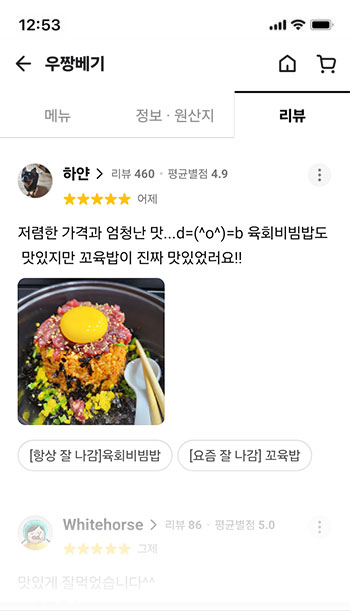 12:53
우짱베기
메뉴
정보 · 원산지
리뷰
하얀 > 리뷰 460 · 평균별점 4.9
어제
저렴한 가격과 엄청난 맛...d=(^o^)=b 육회비빔밥도
맛있지만 꼬육밥이 진짜 맛있었러요!!
[항상 잘 나감]육회비빔밥
[요즘 잘 나감] 꼬육밥
Whitehorse > 리뷰 86 · 평균별점 5.0
그제
맛있게 잘먹었습니다^^